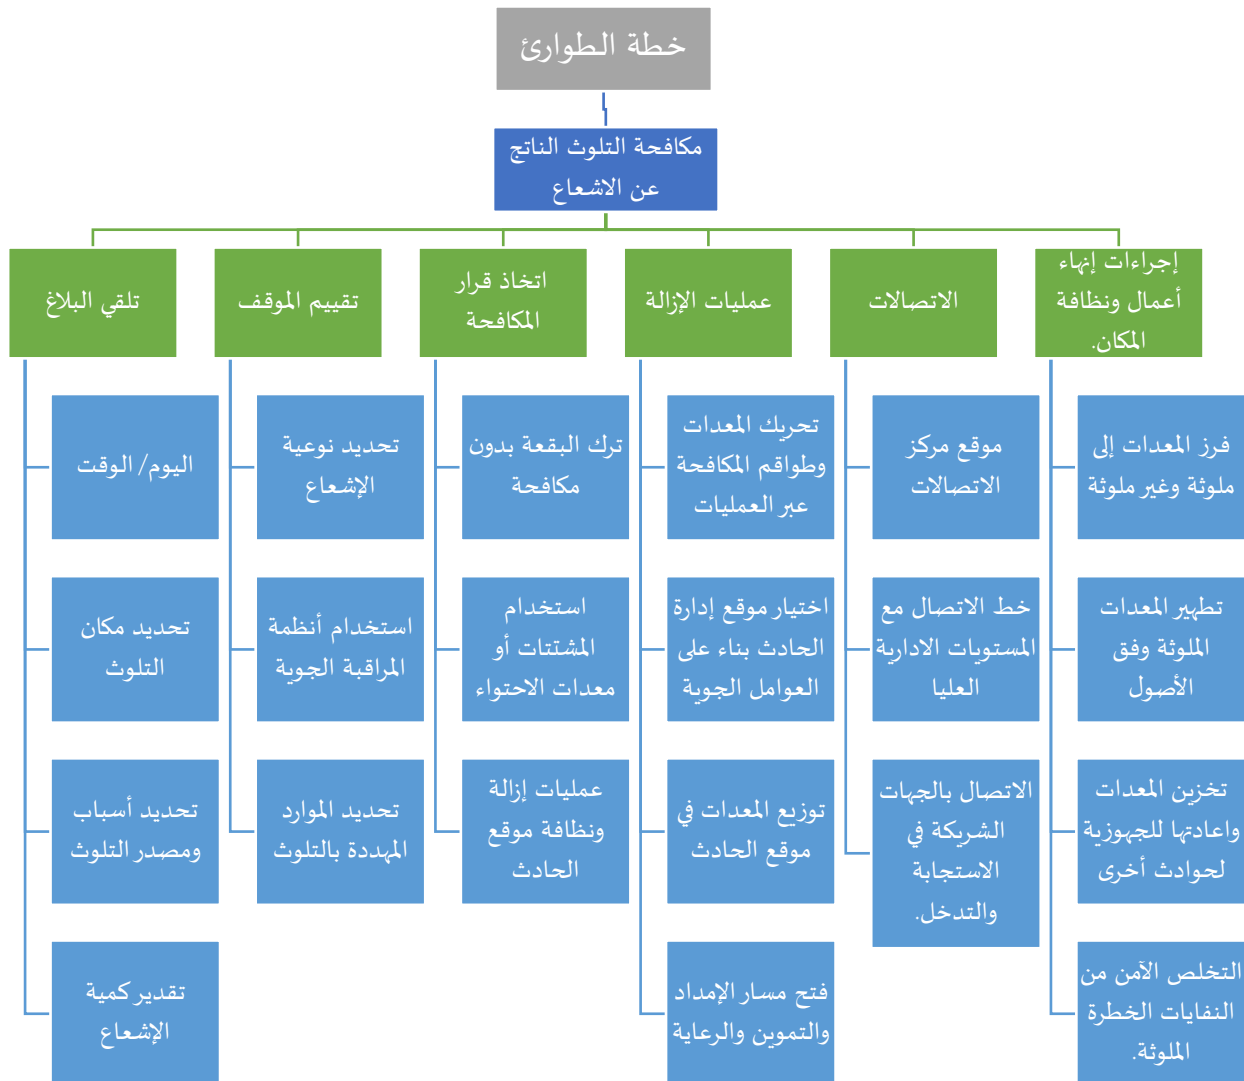 خطة الطوارئ
مكافحة التلوث الناتج
عن الاشعاع
تلقي البلاغ
اليوم/ الوقت
تحديد مكان
التلوث
تحديد أسباب
ومصدر التلوث
تقدير كمية
الإشعاع
تقييم الموقف
تحديد نوعية
الإشعاع
استخدام أنظمة
المراقبة الجوية
تحديد الموارد
المهددة بالتلوث
اتخاذ قرار
المكافحة
ترك البقعة بدون
مكافحة
استخدام
المشتتات أو
معدات الاحتواء
عمليات إزالة
ونظافة موقع
الحادث
عمليات الإزالة
تحريك المعدات
وطواقم المكافحة
عبر العمليات
اختيار موقع إدارة
الحادث بناء على
العوامل الجوية
توزيع المعدات في
موقع الحادث
فتح مسار الإمداد
والتموين والرعاية
الاتصالات
موقع مركز
الاتصالات
خط الاتصال مع
المستويات الادارية
العليا
الاتصال بالجهات
الشريكة في
الاستجابة
والتدخل.
إجراءات إنهاء
أعمال ونظافة
المكان.
فرز المعدات إلى
ملوثة وغير ملوثة
تطهير المعدات
الملوثة وفق
الأصول
تخزين المعدات
واعادتها للجهوزية
لحوادث أخرى
التخلص الآمن من
النفايات الخطرة
الملوثة.